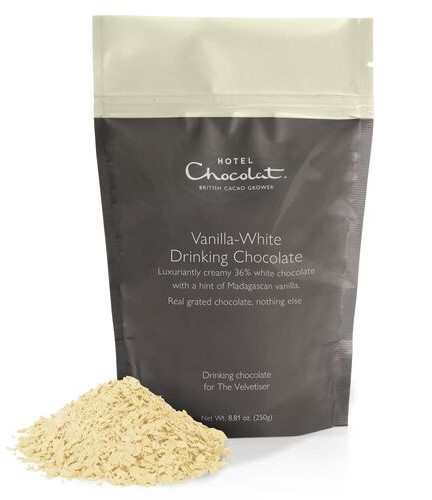 HOTEL
Chocolat.
BRITISH CACAO GROWER
Vanilla-White
Drinking Chocolate
Luxuriantly creamy 36% white chocolate
with a hint of Madagascan vanilla.
Real grated chocolate, nothing else
Drinking chocolate
for The Velvetiser
Net Wt. 8.81 oz. (250g)